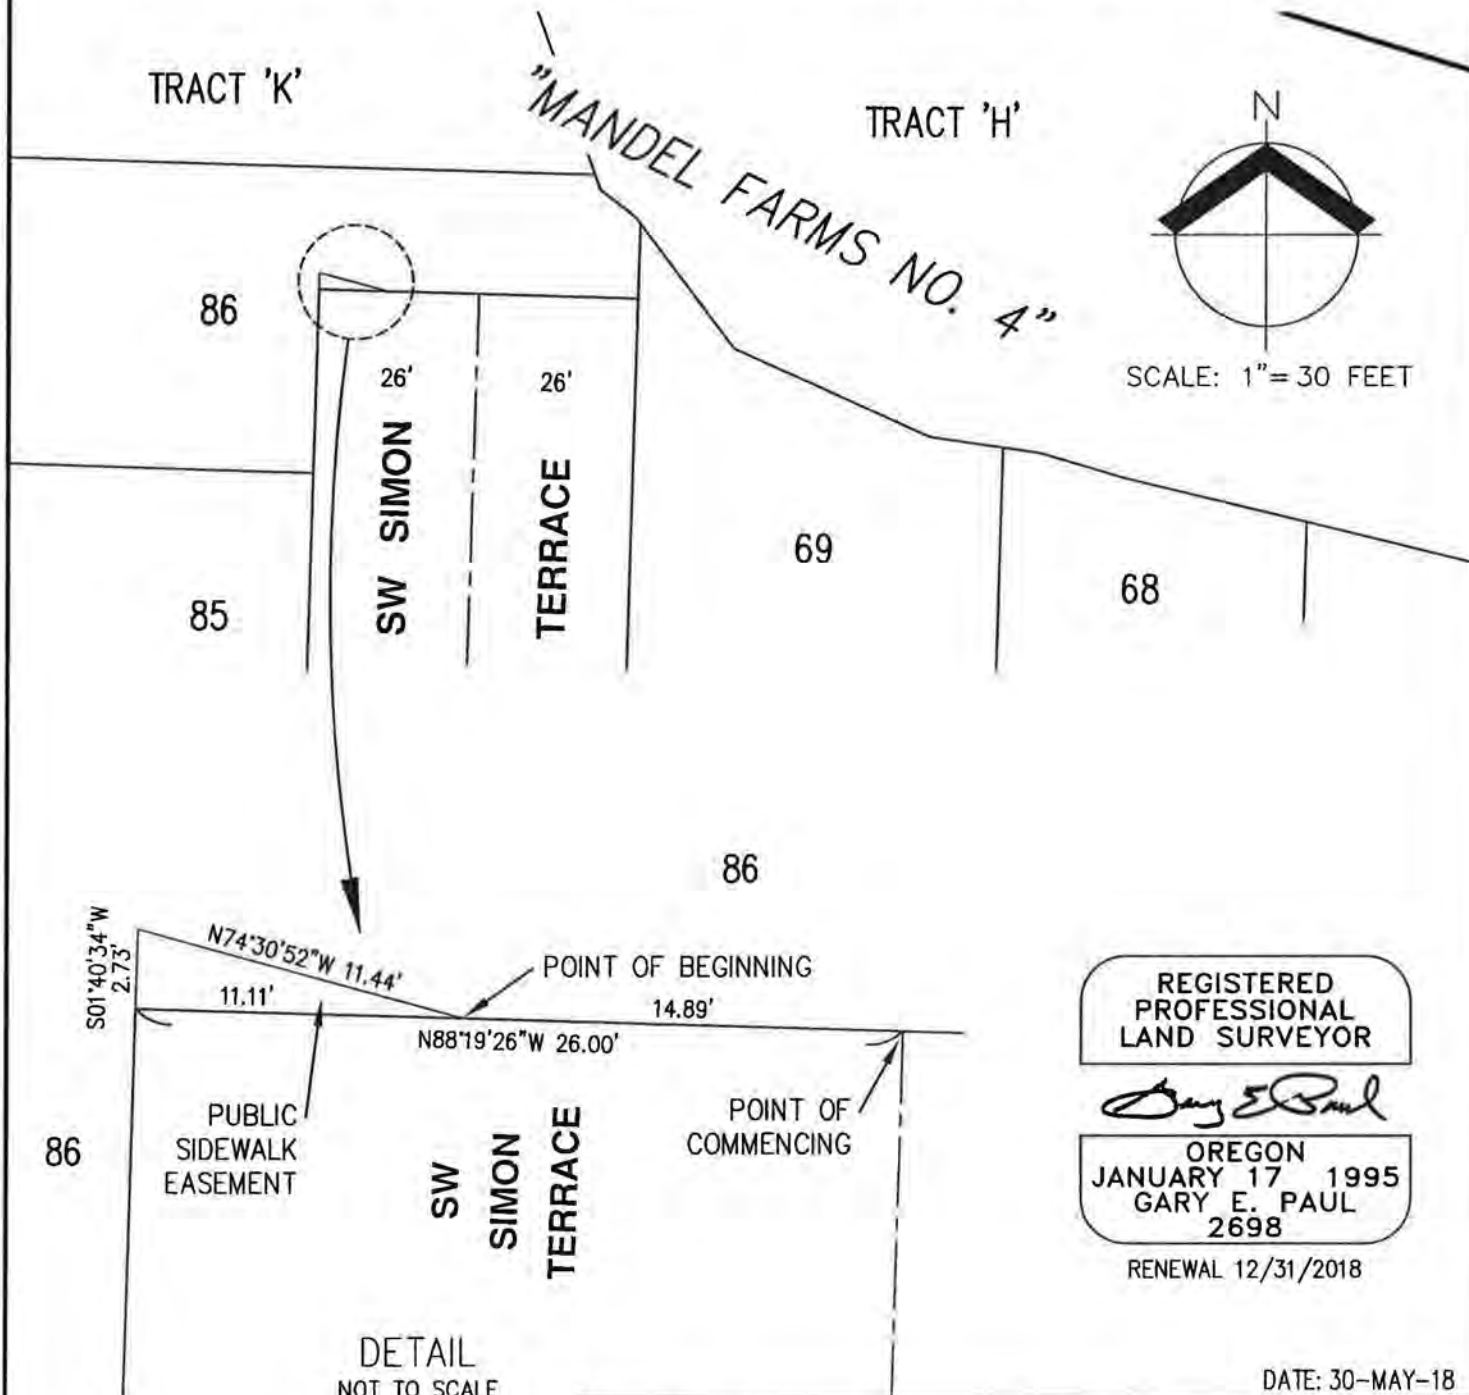 TRACT 'K'
"MANDEL FARMS NO. 4"
TRACT 'H'
N
SCALE: 1"= 30 FEET
86
26'
26'
SW SIMON
TERRACE
69
68
85
86
S01°40'34"W
2.73'
N74°30'52"W 11.44'
POINT OF BEGINNING
11.11'
14.89'
N88°19'26"W 26.00'
PUBLIC
SIDEWALK
EASEMENT
POINT OF
COMMENCING
86
SW
SIMON
TERRACE
REGISTERED
PROFESSIONAL
LAND SURVEYOR
Gary E Paul
OREGON
JANUARY 17 1995
GARY E. PAUL
2698
RENEWAL 12/31/2018
DETAIL
NOT TO SCALE
DATE: 30-MAY-18